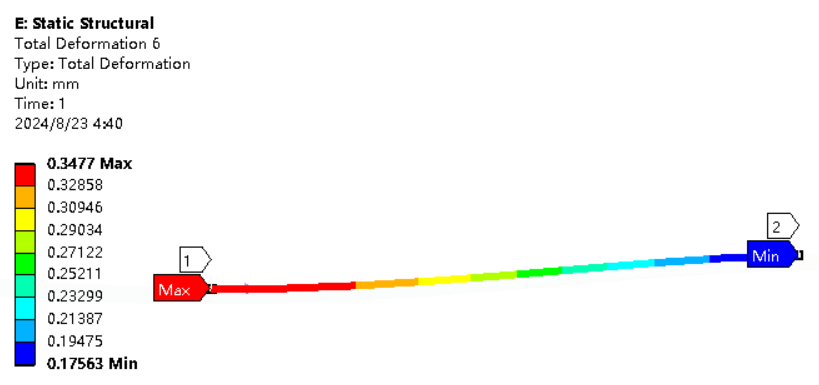 E: Static Structural
Total Deformation 6
Type: Total Deformation
Unit: mm
Time: 1
2024/8/23 4:40
0.3477 Max
0.32858
0.30946
0.29034
0.27122
0.25211
0.23299
0.21387
0.19475
0.17563 Min
1
Max
2
Min